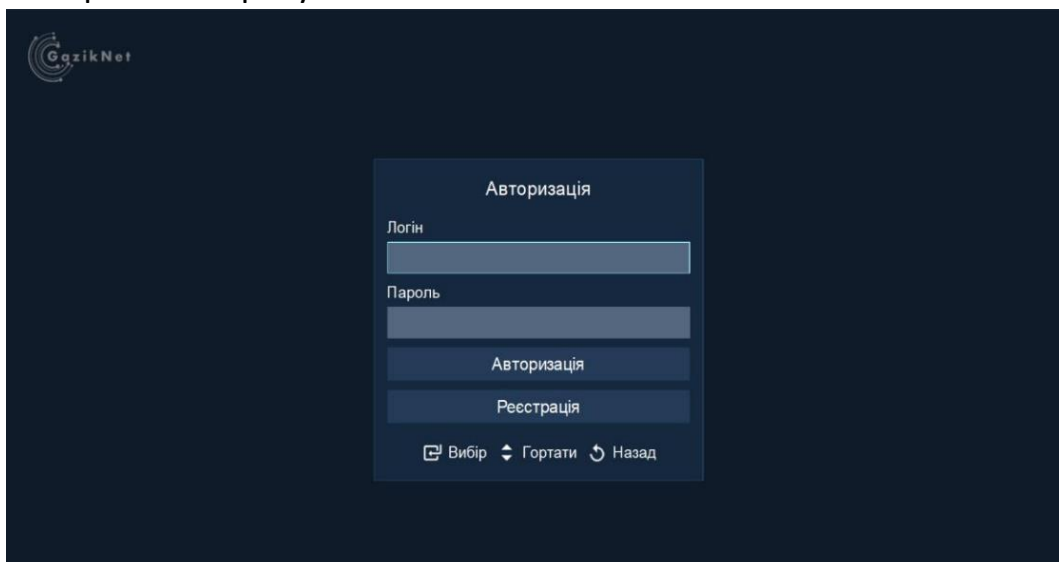 GazikNet
Авторизація
Логін
Пароль
Авторизація
Реєстрація
Вибір Гортати Назад